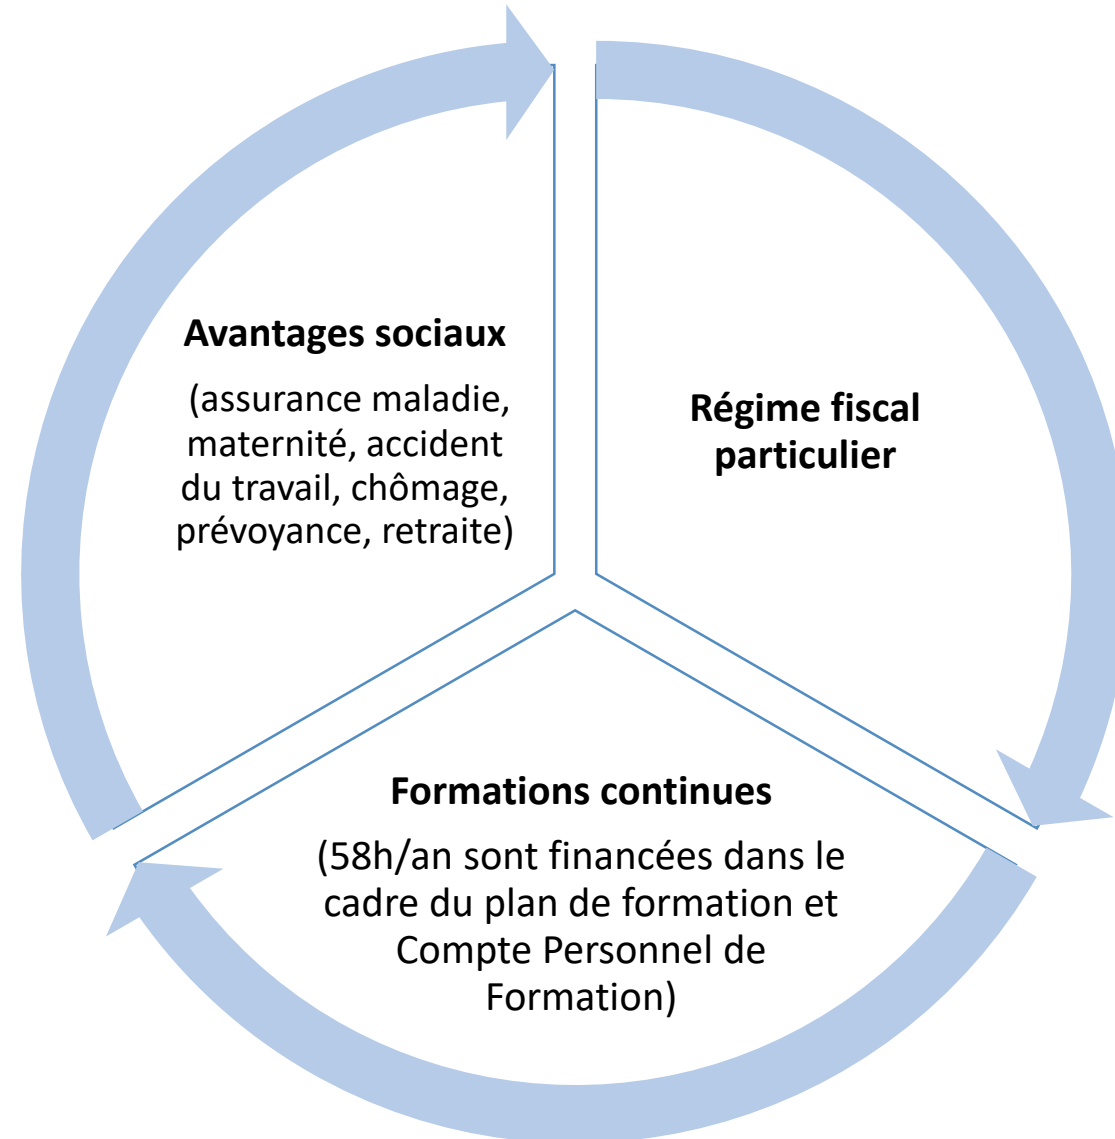 Avantages sociaux
(assurance maladie,
maternité, accident
du travail, chômage,
prévoyance, retraite)
Régime fiscal
particulier
Formations continues
(58h/an sont financées dans le
cadre du plan de formation et
Compte Personnel de
Formation)